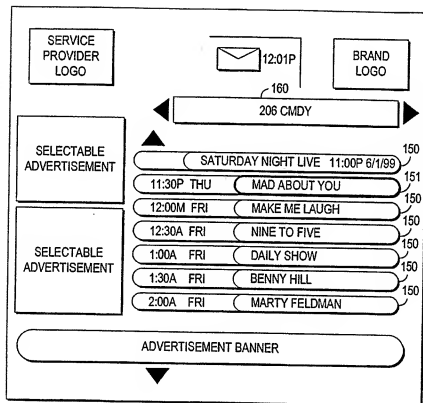 SERVICE
PROVIDER
LOGO
12:01P
BRAND
LOGO
160
206 CMDY
SELECTABLE
ADVERTISEMENT
SATURDAY NIGHT LIVE 11:00P 6/1/99
150
11:30P THU MAD ABOUT YOU
151
12:00M FRI MAKE ME LAUGH
150
12:30A FRI NINE TO FIVE
150
SELECTABLE
ADVERTISEMENT
1:00A FRI DAILY SHOW
150
1:30A FRI BENNY HILL
150
2:00A FRI MARTY FELDMAN
150
ADVERTISEMENT BANNER